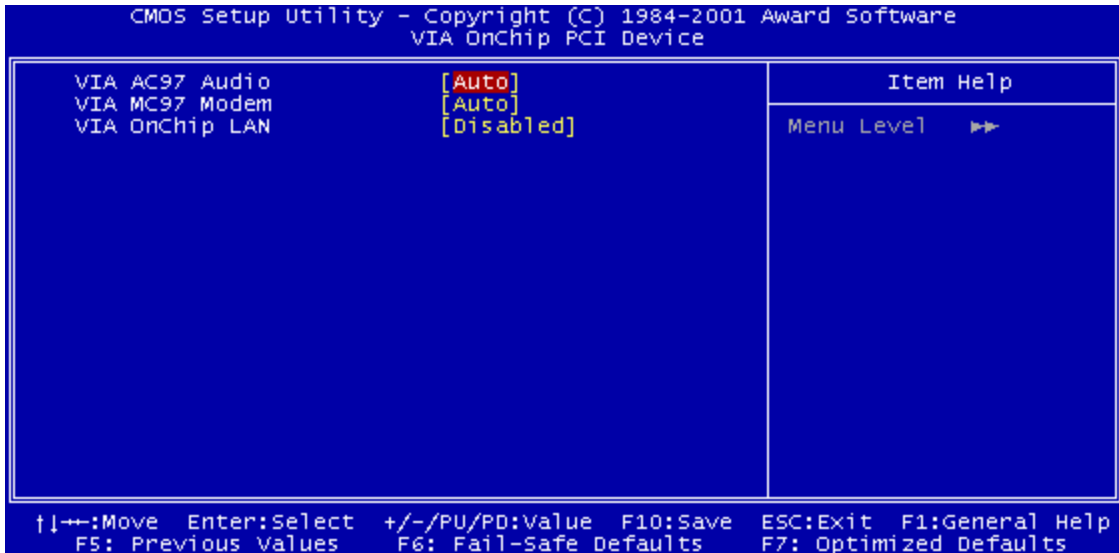 CMOS Setup Utility - Copyright (C) 1984-2001 Award Software
VIA OnChip PCI Device
VIA AC97 Audio [Auto]
VIA MC97 Modem [Auto]
VIA OnChip LAN [Disabled]
Item Help
Menu Level ►►
↑↓→←:Move Enter:Select +/-/PU/PD:Value F10:Save ESC:Exit F1:General Help
F5: Previous Values F6: Fail-Safe Defaults F7: Optimized Defaults